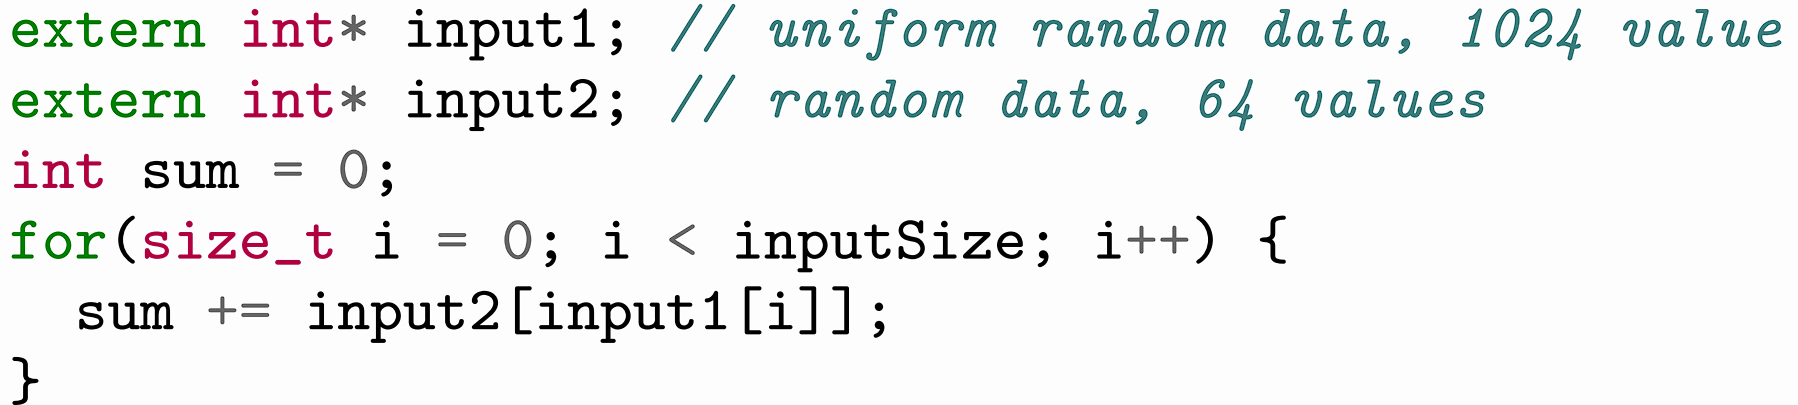 extern int* input1; // uniform random data, 1024 value
extern int* input2; // random data, 64 values
int sum = 0;
for(size_t i = 0; i < inputSize; i++) {
  sum += input2[input1[i]];
}